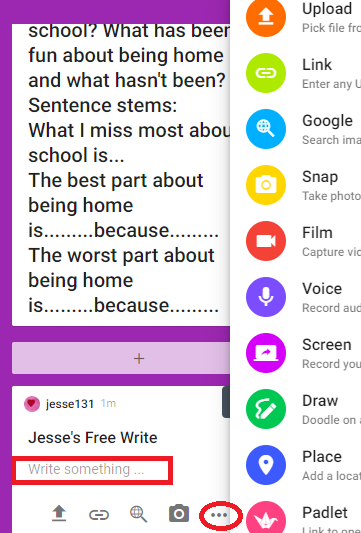 school? What has been
fun about being home
and what hasn't been?
Sentence stems:
What I miss most abou
school is...
The best part about
being home
is.........because.........
The worst part about
being home
is.........because.........
+
jesse131 1m
Jesse's Free Write
Write something ...
Upload
Pick file fro
Link
Enter any U
Google
Search ima
Snap
Take photo
Film
Capture vid
Voice
Record aud
Screen
Record you
Draw
Doodle on a
Place
Add a locat
Padlet
Link to one